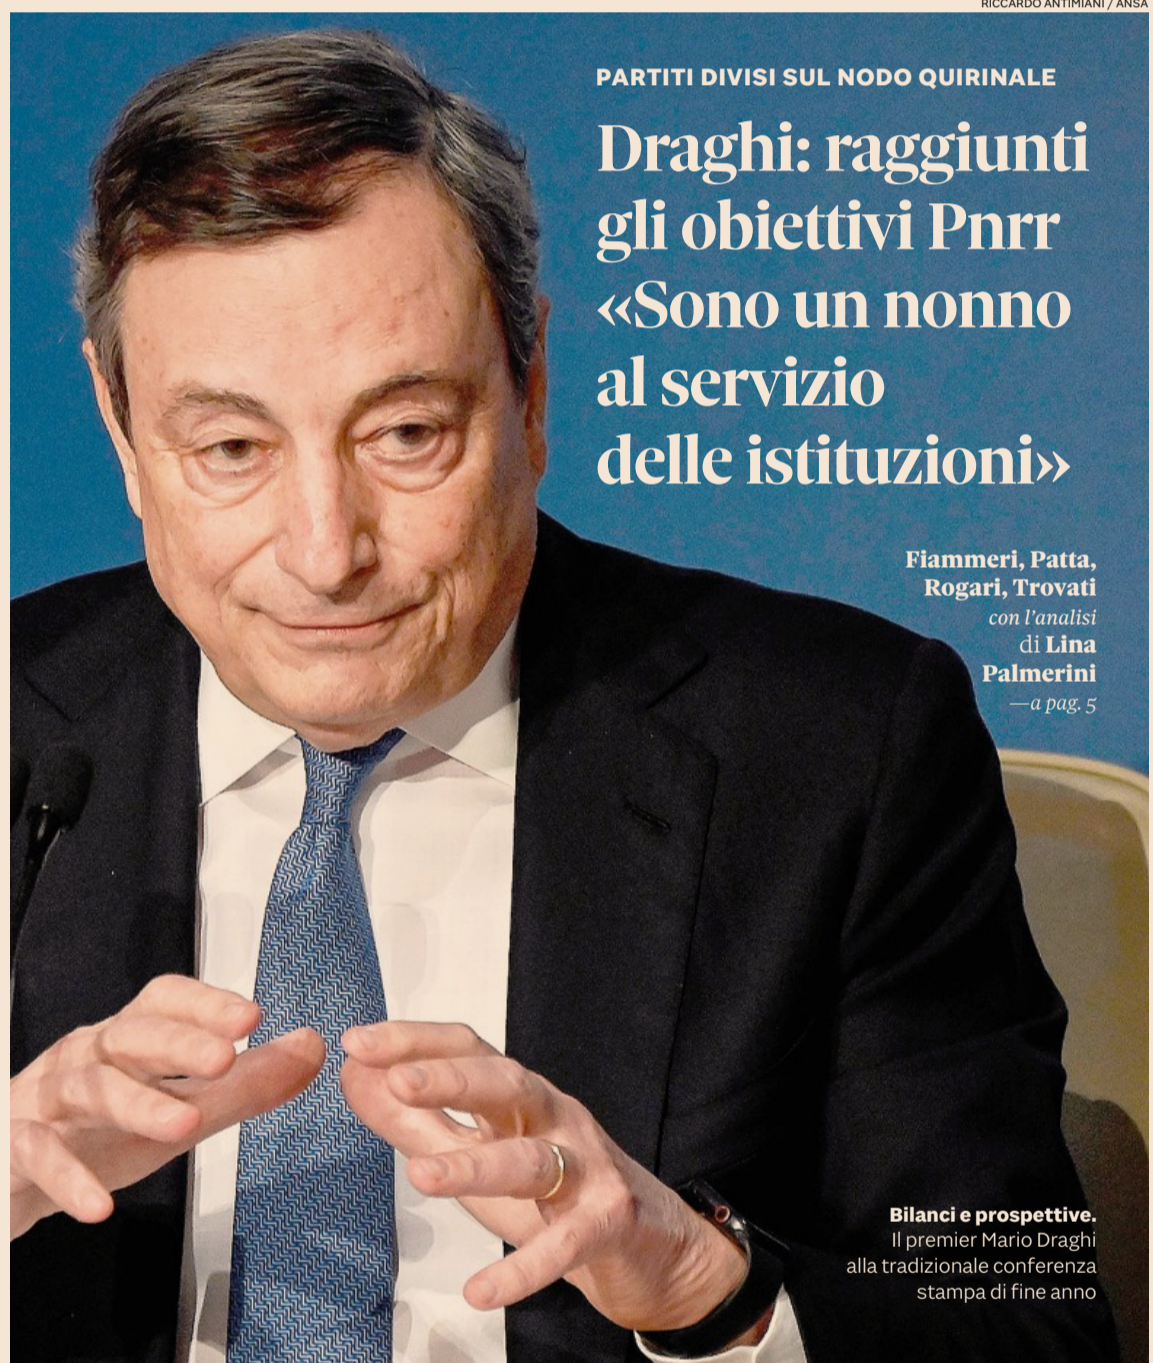 RICCARDO ANTIMIANI / ANSA
PARTITI DIVISI SUL NODO QUIRINALE
Draghi: raggiunti
gli obiettivi Pnrr
«Sono un nonno
al servizio
delle istituzioni»
Fiammeri, Patta,
Rogari, Trovati
con l’analisi
di Lina
Palmerini
—a pag. 5
Bilanci e prospettive.
Il premier Mario Draghi
alla tradizionale conferenza
stampa di fine anno